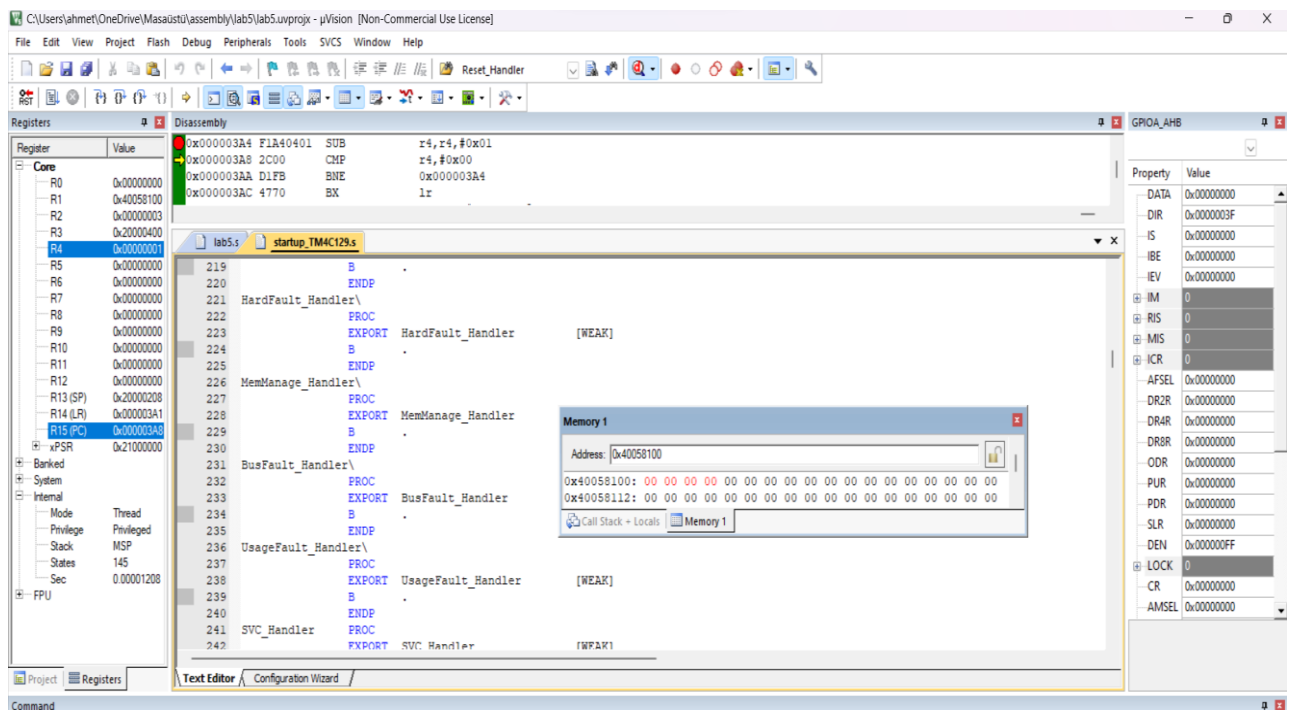 C:\Users\ahmet\OneDrive\Masaüstü\assembly\lab5\lab5.uvprojx - µVision [Non-Commercial Use License]
File Edit View Project Flash Debug Peripherals Tools SVCS Window Help
Reset_Handler
RST
Registers
Register Value
Core
R0 0x00000000
R1 0x40058100
R2 0x00000003
R3 0x20000400
R4 0x00000001
R5 0x00000000
R6 0x00000000
R7 0x00000000
R8 0x00000000
R9 0x00000000
R10 0x00000000
R11 0x00000000
R12 0x00000000
R13 (SP) 0x20000208
R14 (LR) 0x000003A1
R15 (PC) 0x000003A8
xPSR 0x21000000
Banked
System
Internal
Mode Thread
Privilege Privileged
Stack MSP
States 145
Sec 0.00001208
FPU
Project Registers
Disassembly
0x000003A4 F1A40401 SUB r4,r4,#0x01
0x000003A8 2C00 CMP r4,#0x00
0x000003AA D1FB BNE 0x000003A4
0x000003AC 4770 BX lr
lab5.s startup_TM4C129.s
219 B .
220 ENDP
221 HardFault_Handler\
222 PROC
223 EXPORT HardFault_Handler [WEAK]
224 B .
225 ENDP
226 MemManage_Handler\
227 PROC
228 EXPORT MemManage_Handler
229 B .
230 ENDP
231 BusFault_Handler\
232 PROC
233 EXPORT BusFault_Handler
234 B .
235 ENDP
236 UsageFault_Handler\
237 PROC
238 EXPORT UsageFault_Handler [WEAK]
239 B .
240 ENDP
241 SVC_Handler PROC
242 EXPORT SVC_Handler [WEAK]
Text Editor Configuration Wizard
Memory 1
Address: 0x40058100
0x40058100: 00 00 00 00 00 00 00 00 00 00 00 00 00 00 00 00 00 00
0x40058112: 00 00 00 00 00 00 00 00 00 00 00 00 00 00 00 00 00 00
Call Stack + Locals Memory 1
GPIOA_AHB
Property Value
DATA 0x00000000
DIR 0x0000003F
IS 0x00000000
IBE 0x00000000
IEV 0x00000000
IM 0
RIS 0
MIS 0
ICR 0
AFSEL 0x00000000
DR2R 0x00000000
DR4R 0x00000000
DR8R 0x00000000
ODR 0x00000000
PUR 0x00000000
PDR 0x00000000
SLR 0x00000000
DEN 0x000000FF
LOCK 0
CR 0x00000000
AMSEL 0x00000000
Command